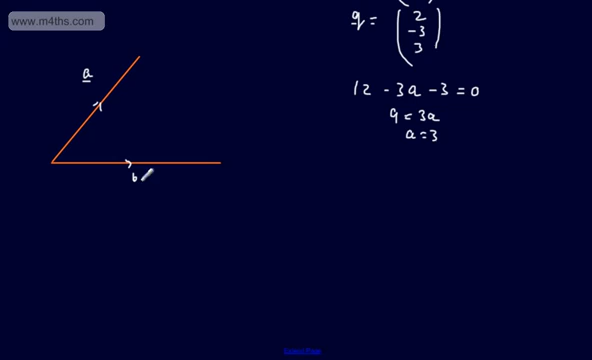 www.m4ths.com
q = ( 2
-3
3 )
a
12 - 3a - 3 = 0
9 = 3a
a = 3
b